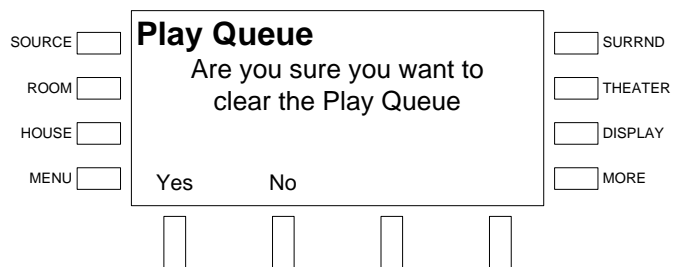 Play Queue
Are you sure you want to
clear the Play Queue
Yes No
SOURCE
ROOM
HOUSE
MENU
SURRND
THEATER
DISPLAY
MORE